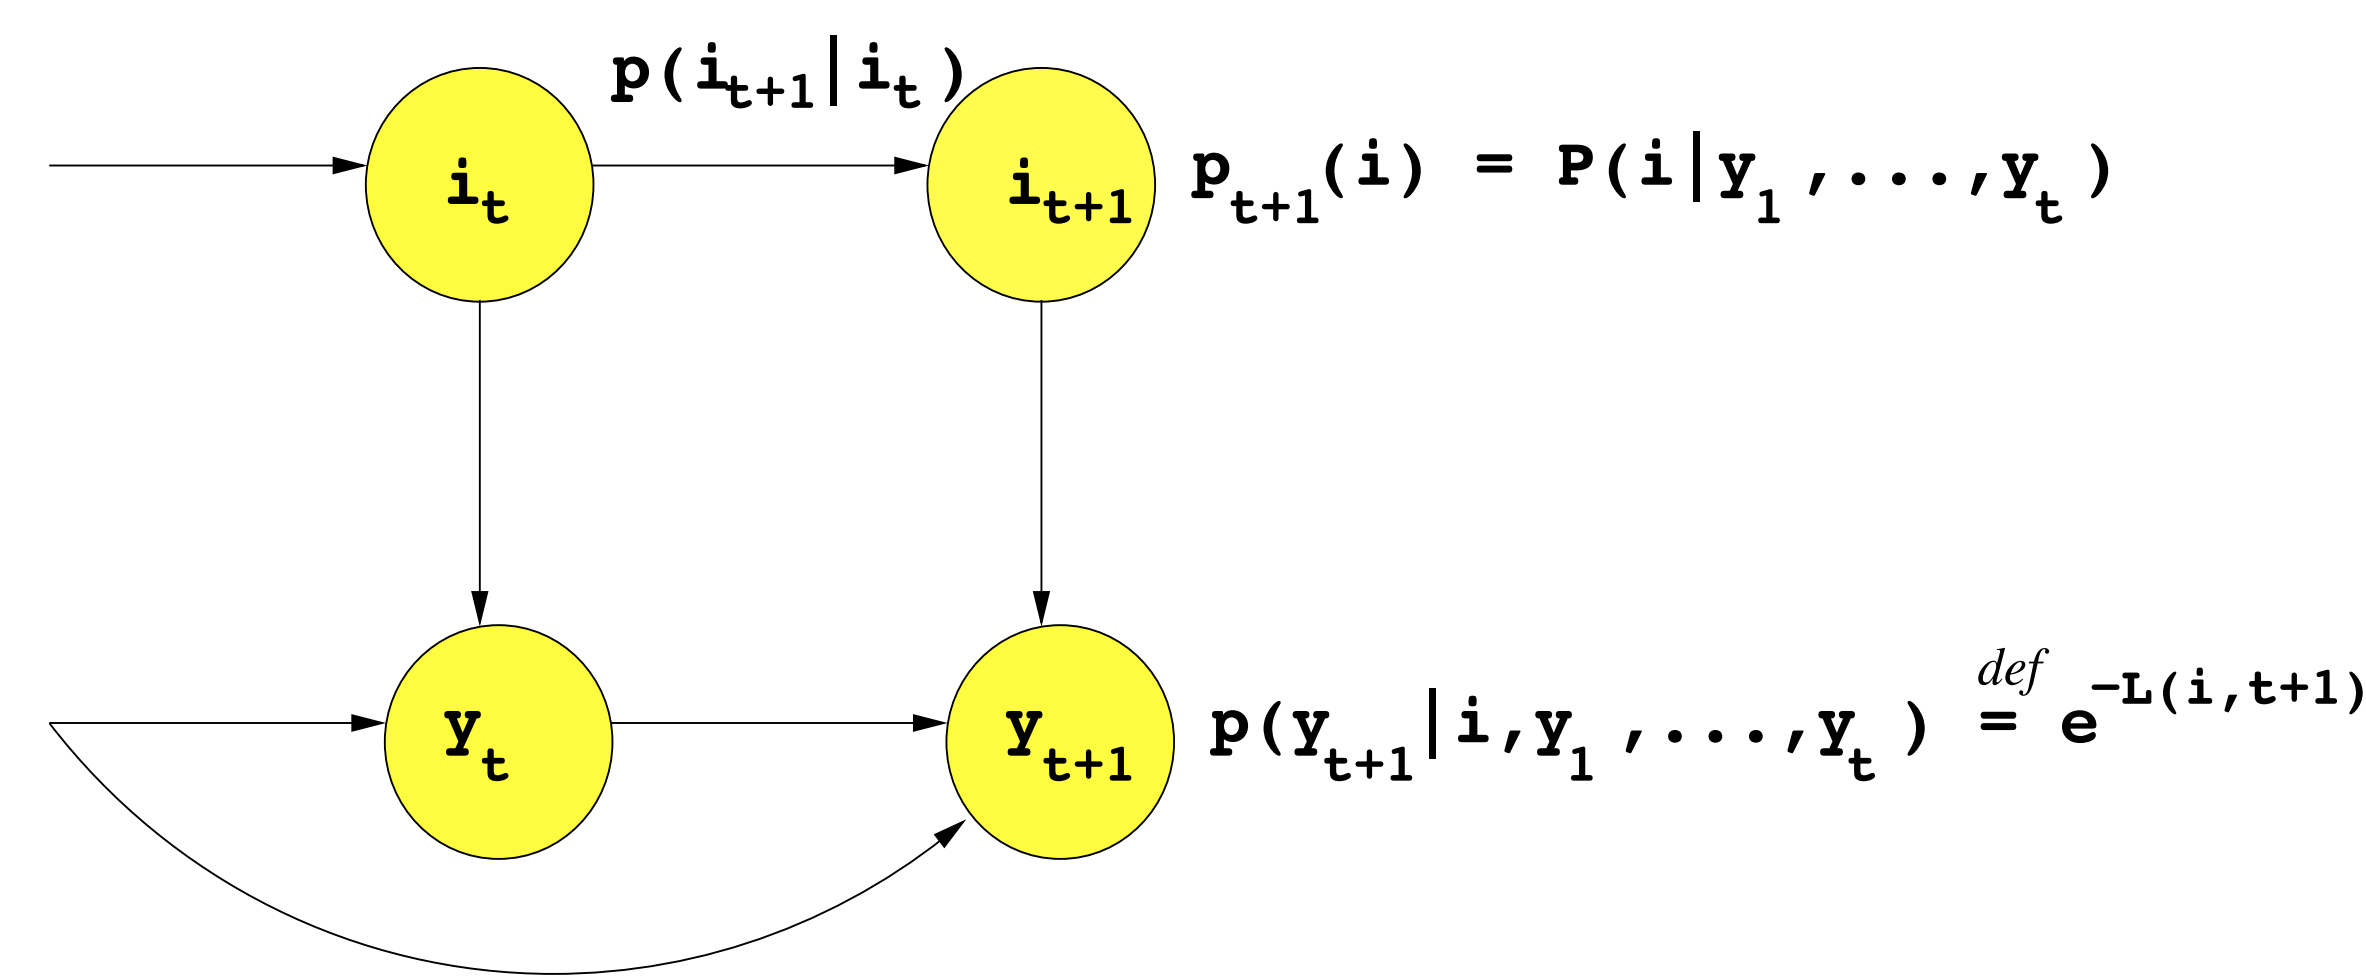 p(i_{t+1}|i_t)
i_t
i_{t+1}
p_{t+1}(i) = P(i|y_1,...,y_t)
y_t
y_{t+1}
p(y_{t+1}|i,y_1,...,y_t) \overset{def}{=} e^{-L(i,t+1)}